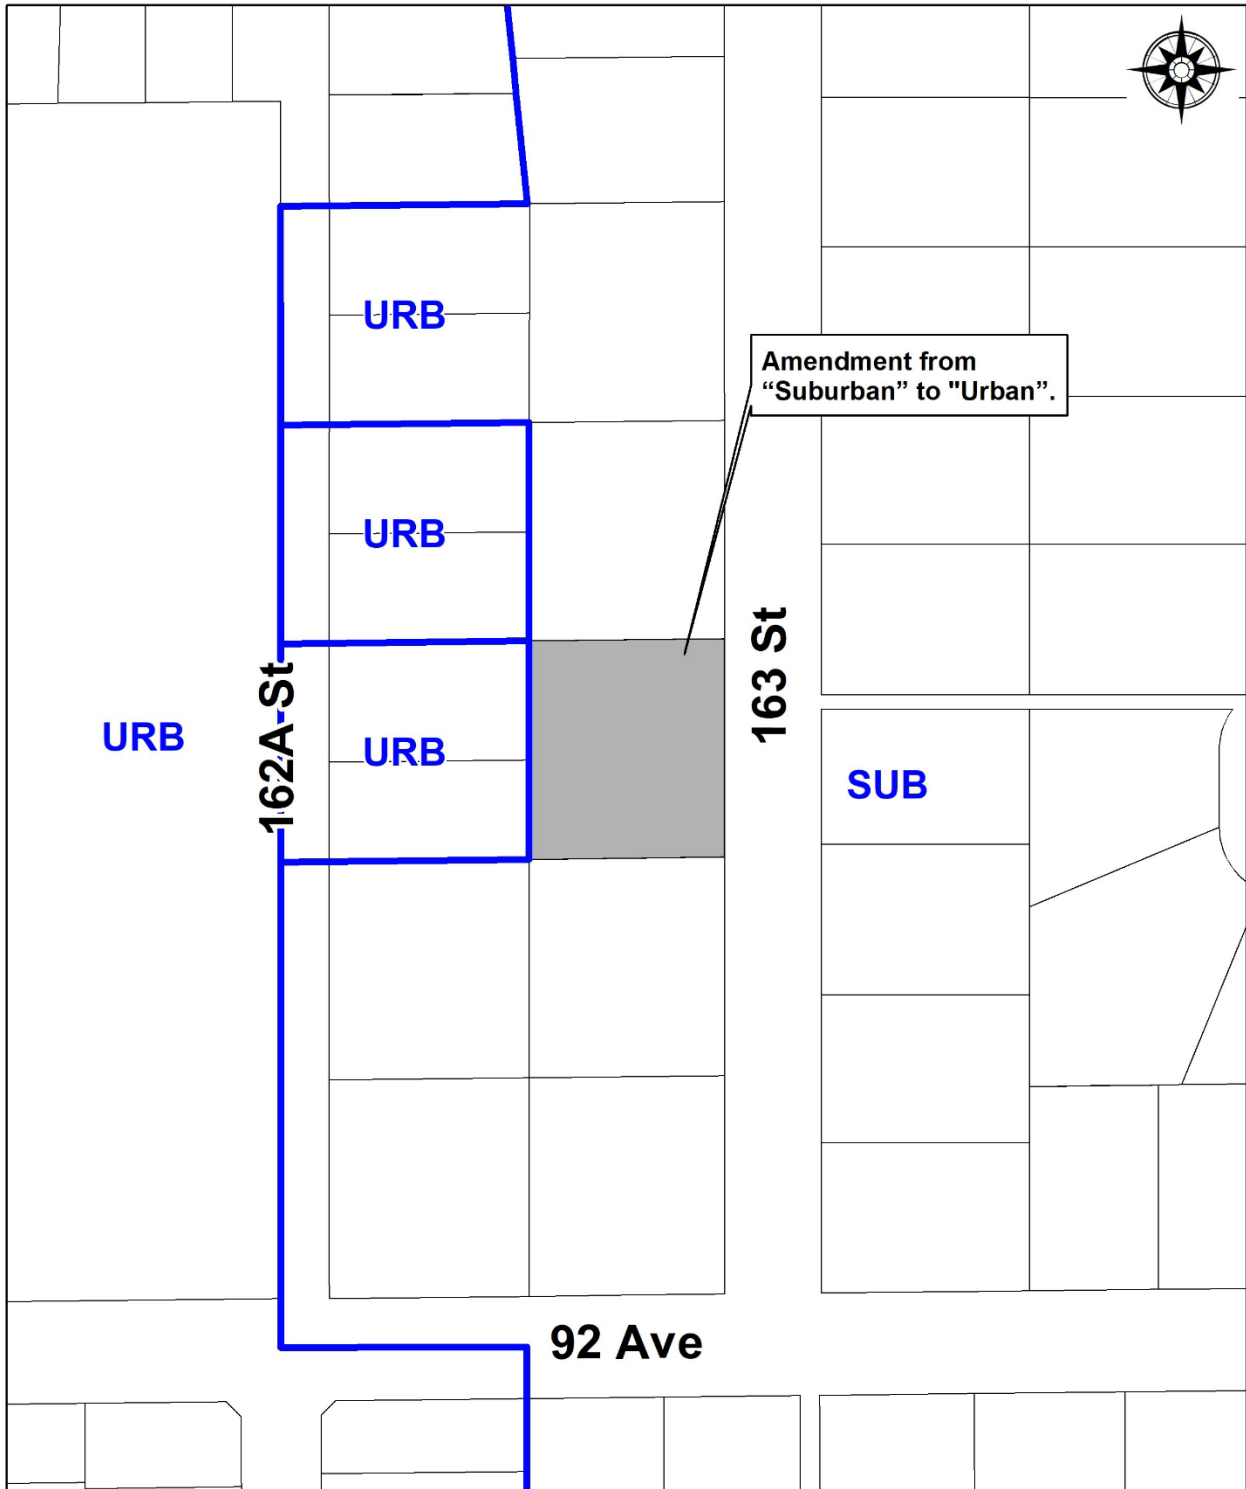 URB
Amendment from
“Suburban” to "Urban”.
URB
163 St
162A St
URB
URB
SUB
92 Ave